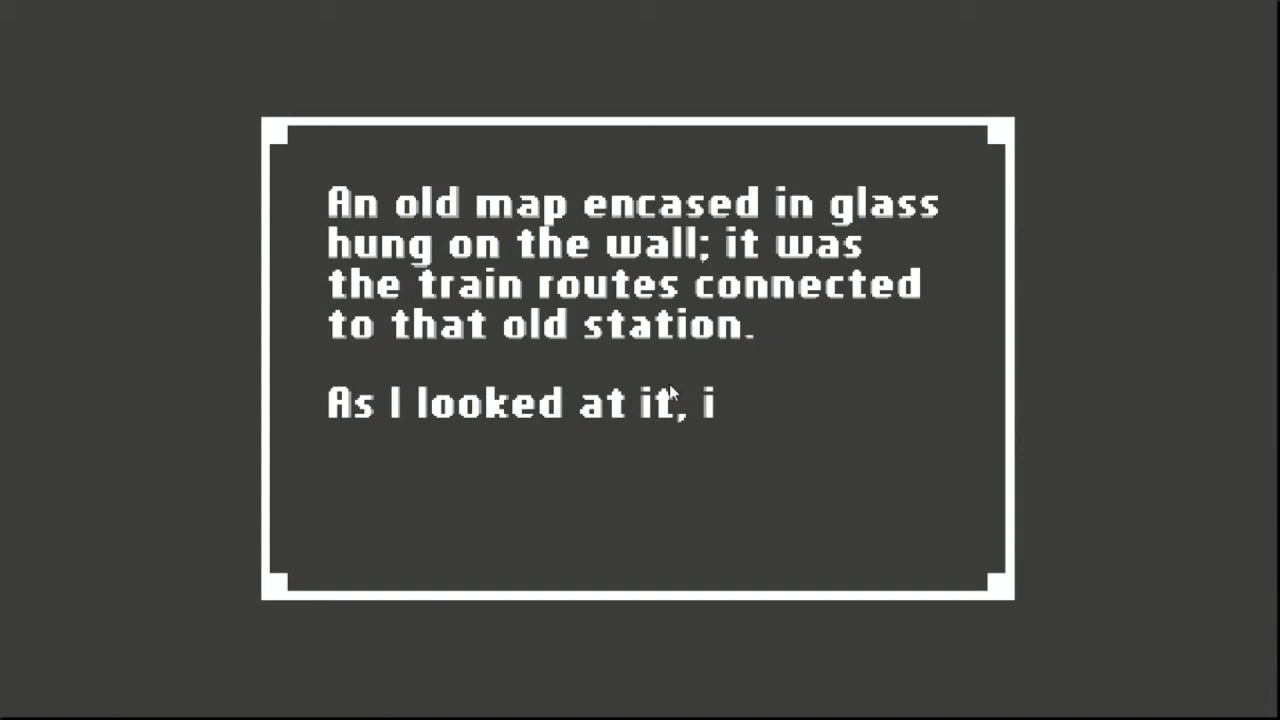 An old map encased in glass
hung on the wall; it was
the train routes connected
to that old station.
As I looked at it, i